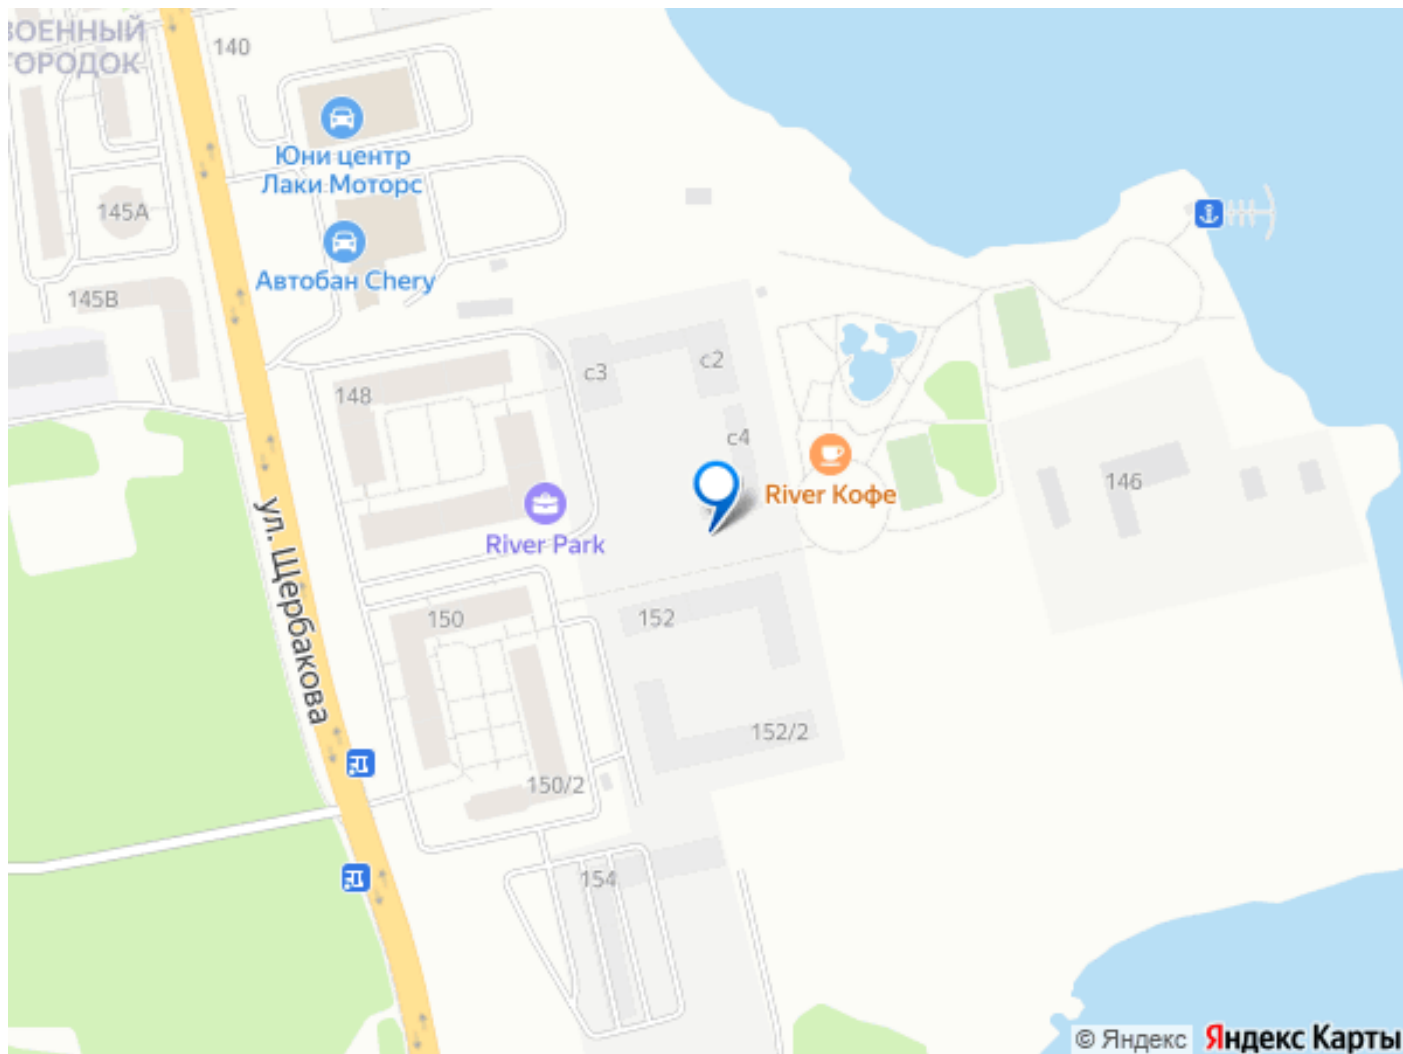 ВОЕННЫЙ
ГОРОДОК
140
Юни центр
Лаки Моторс
145А
Автобан Chery
145В
148
с3
с2
с4
River Кофе
146
River Park
ул. Щербакова
150
152
152/2
150/2
154
© Яндекс Яндекс Карты